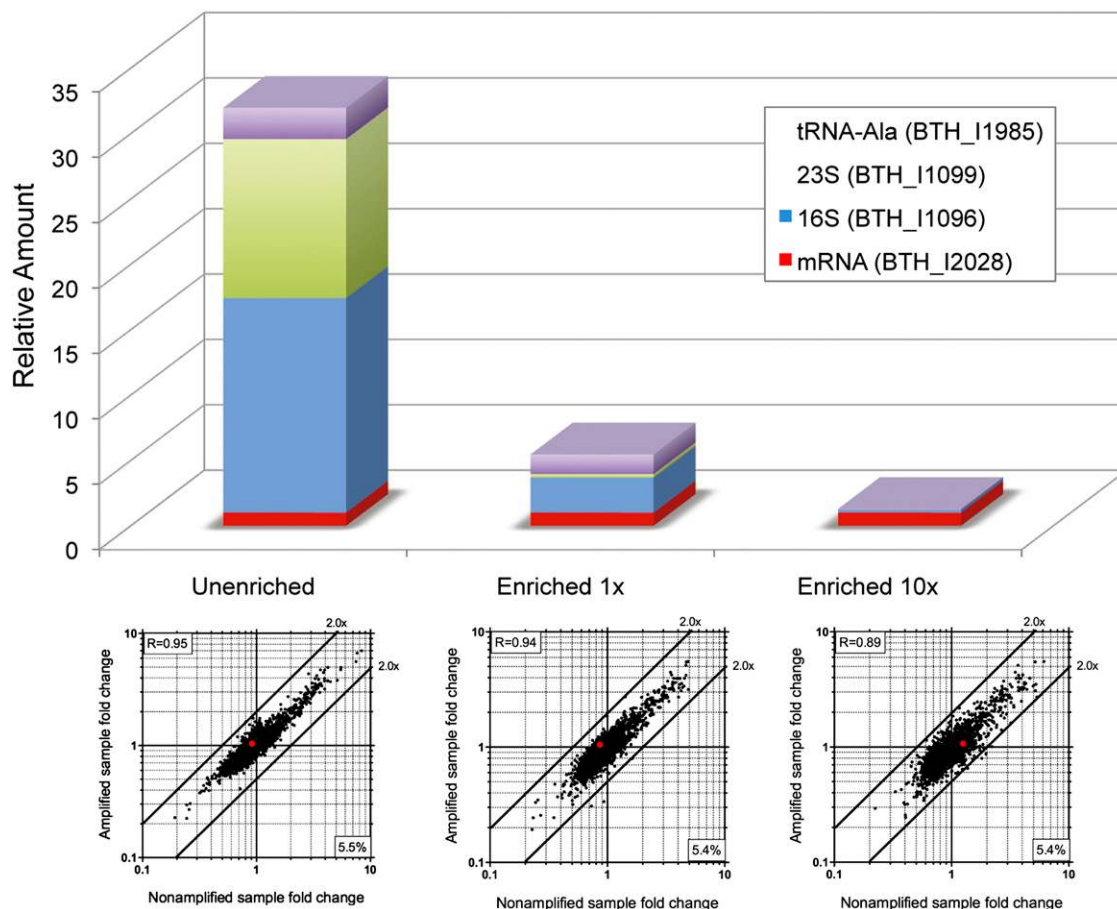 35
30
25
20
15
10
5
0
Relative Amount
tRNA-Ala (BTH_I1985)
23S (BTH_I1099)
16S (BTH_I1096)
mRNA (BTH_I2028)
Unenriched
Enriched 1x
Enriched 10x
10
1
0.1
Amplified sample fold change
R=0.95
2.0x
2.0x
5.5%
0.1
1
10
Nonamplified sample fold change
10
1
0.1
Amplified sample fold change
R=0.94
2.0x
2.0x
5.4%
0.1
1
10
Nonamplified sample fold change
10
1
0.1
Amplified sample fold change
R=0.89
2.0x
2.0x
5.4%
0.1
1
10
Nonamplified sample fold change